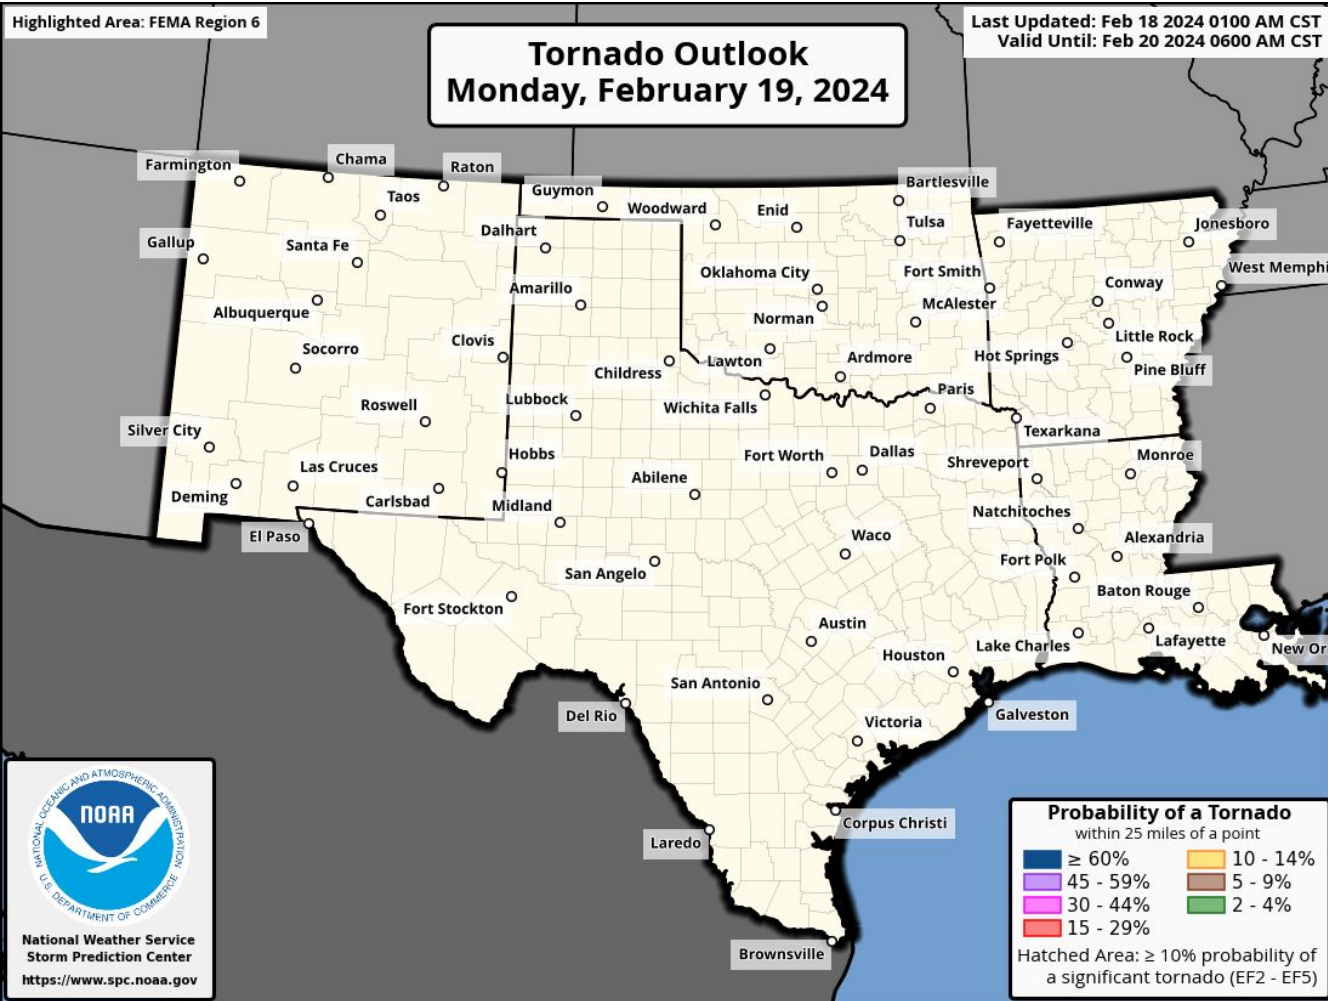 Highlighted Area: FEMA Region 6
Last Updated: Feb 18 2024 0100 AM CST
Valid Until: Feb 20 2024 0600 AM CST
Tornado Outlook
Monday, February 19, 2024
Farmington
Chama
Raton
Taos
Guymon
Woodward
Enid
Bartlesville
Tulsa
Fayetteville
Jonesboro
Gallup
Santa Fe
Dalhart
Oklahoma City
Fort Smith
West Memphi
Amarillo
McAlester
Conway
Albuquerque
Norman
Little Rock
Socorro
Clovis
Childress
Lawton
Ardmore
Hot Springs
Pine Bluff
Roswell
Lubbock
Wichita Falls
Paris
Silver City
Texarkana
Las Cruces
Hobbs
Fort Worth
Dallas
Shreveport
Monroe
Deming
Carlsbad
Midland
Abilene
Natchitoches
El Paso
Waco
Alexandria
San Angelo
Fort Polk
Fort Stockton
Baton Rouge
Austin
Lake Charles
Lafayette
New Or
Houston
San Antonio
Del Rio
Victoria
Galveston
Corpus Christi
Laredo
Brownsville
NATIONAL OCEANIC AND ATMOSPHERIC ADMINISTRATION
NOAA
U.S. DEPARTMENT OF COMMERCE
National Weather Service
Storm Prediction Center
https://www.spc.noaa.gov
Probability of a Tornado
within 25 miles of a point
≥ 60%
10 - 14%
45 - 59%
5 - 9%
30 - 44%
2 - 4%
15 - 29%
Hatched Area: ≥ 10% probability of
a significant tornado (EF2 - EF5)